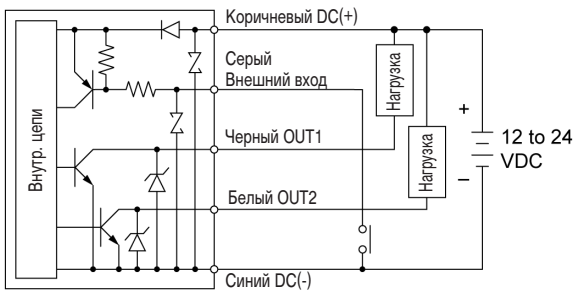 Коричневый DC(+)
Серый
Внешний вход
Черный OUT1
Белый OUT2
Синий DC(-)
Внутр. цепи
Нагрузка
Нагрузка
+
12 to 24
VDC
−